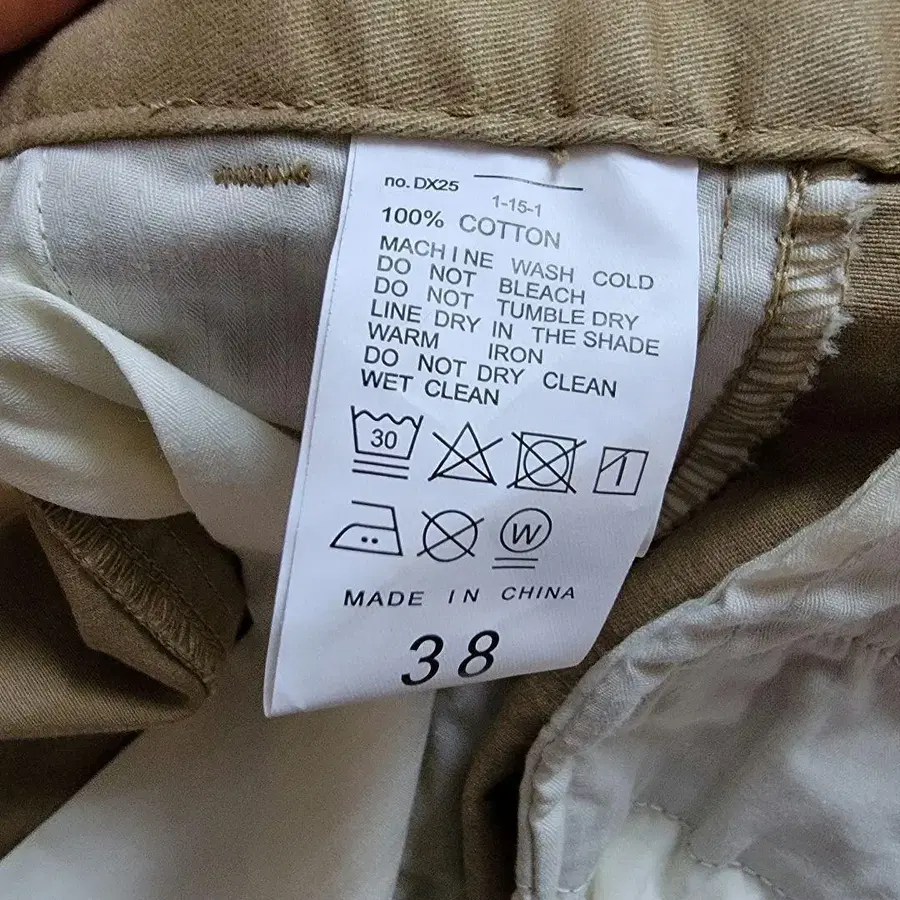 no. DX25
1-15-1
100% COTTON
MACHINE WASH COLD
DO NOT BLEACH
DO NOT TUMBLE DRY
LINE DRY IN THE SHADE
WARM IRON
DO NOT DRY CLEAN
WET CLEAN
30
W
MADE IN CHINA
38